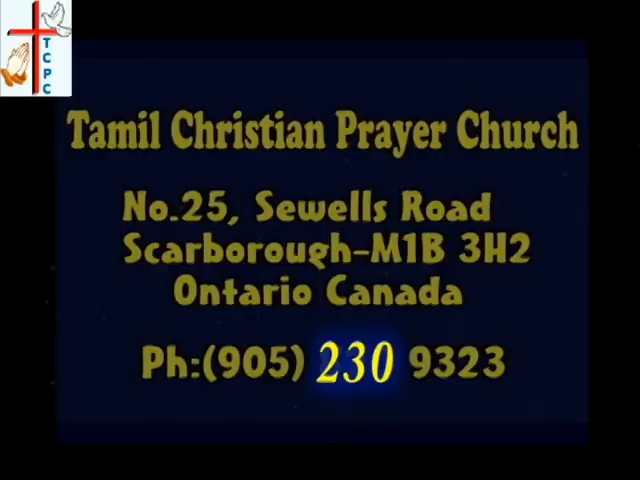 T
C
P
C
Tamil Christian Prayer Church
No.25, Sewells Road
Scarborough-M1B 3H2
Ontario Canada
Ph:(905) 230 9323